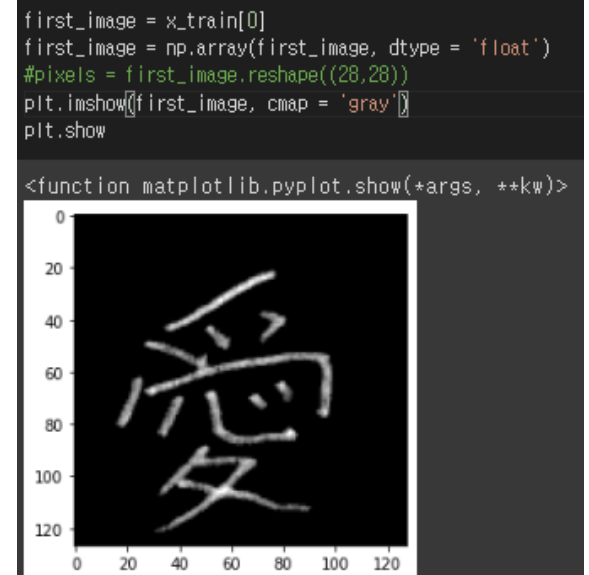 first_image = x_train[0]
first_image = np.array(first_image, dtype = 'float')
#pixels = first_image.reshape((28,28))
plt.imshow(first_image, cmap = 'gray')
plt.show
<function matplotlib.pyplot.show(*args, **kw)>
愛
0
20
40
60
80
100
120
0 20 40 60 80 100 120